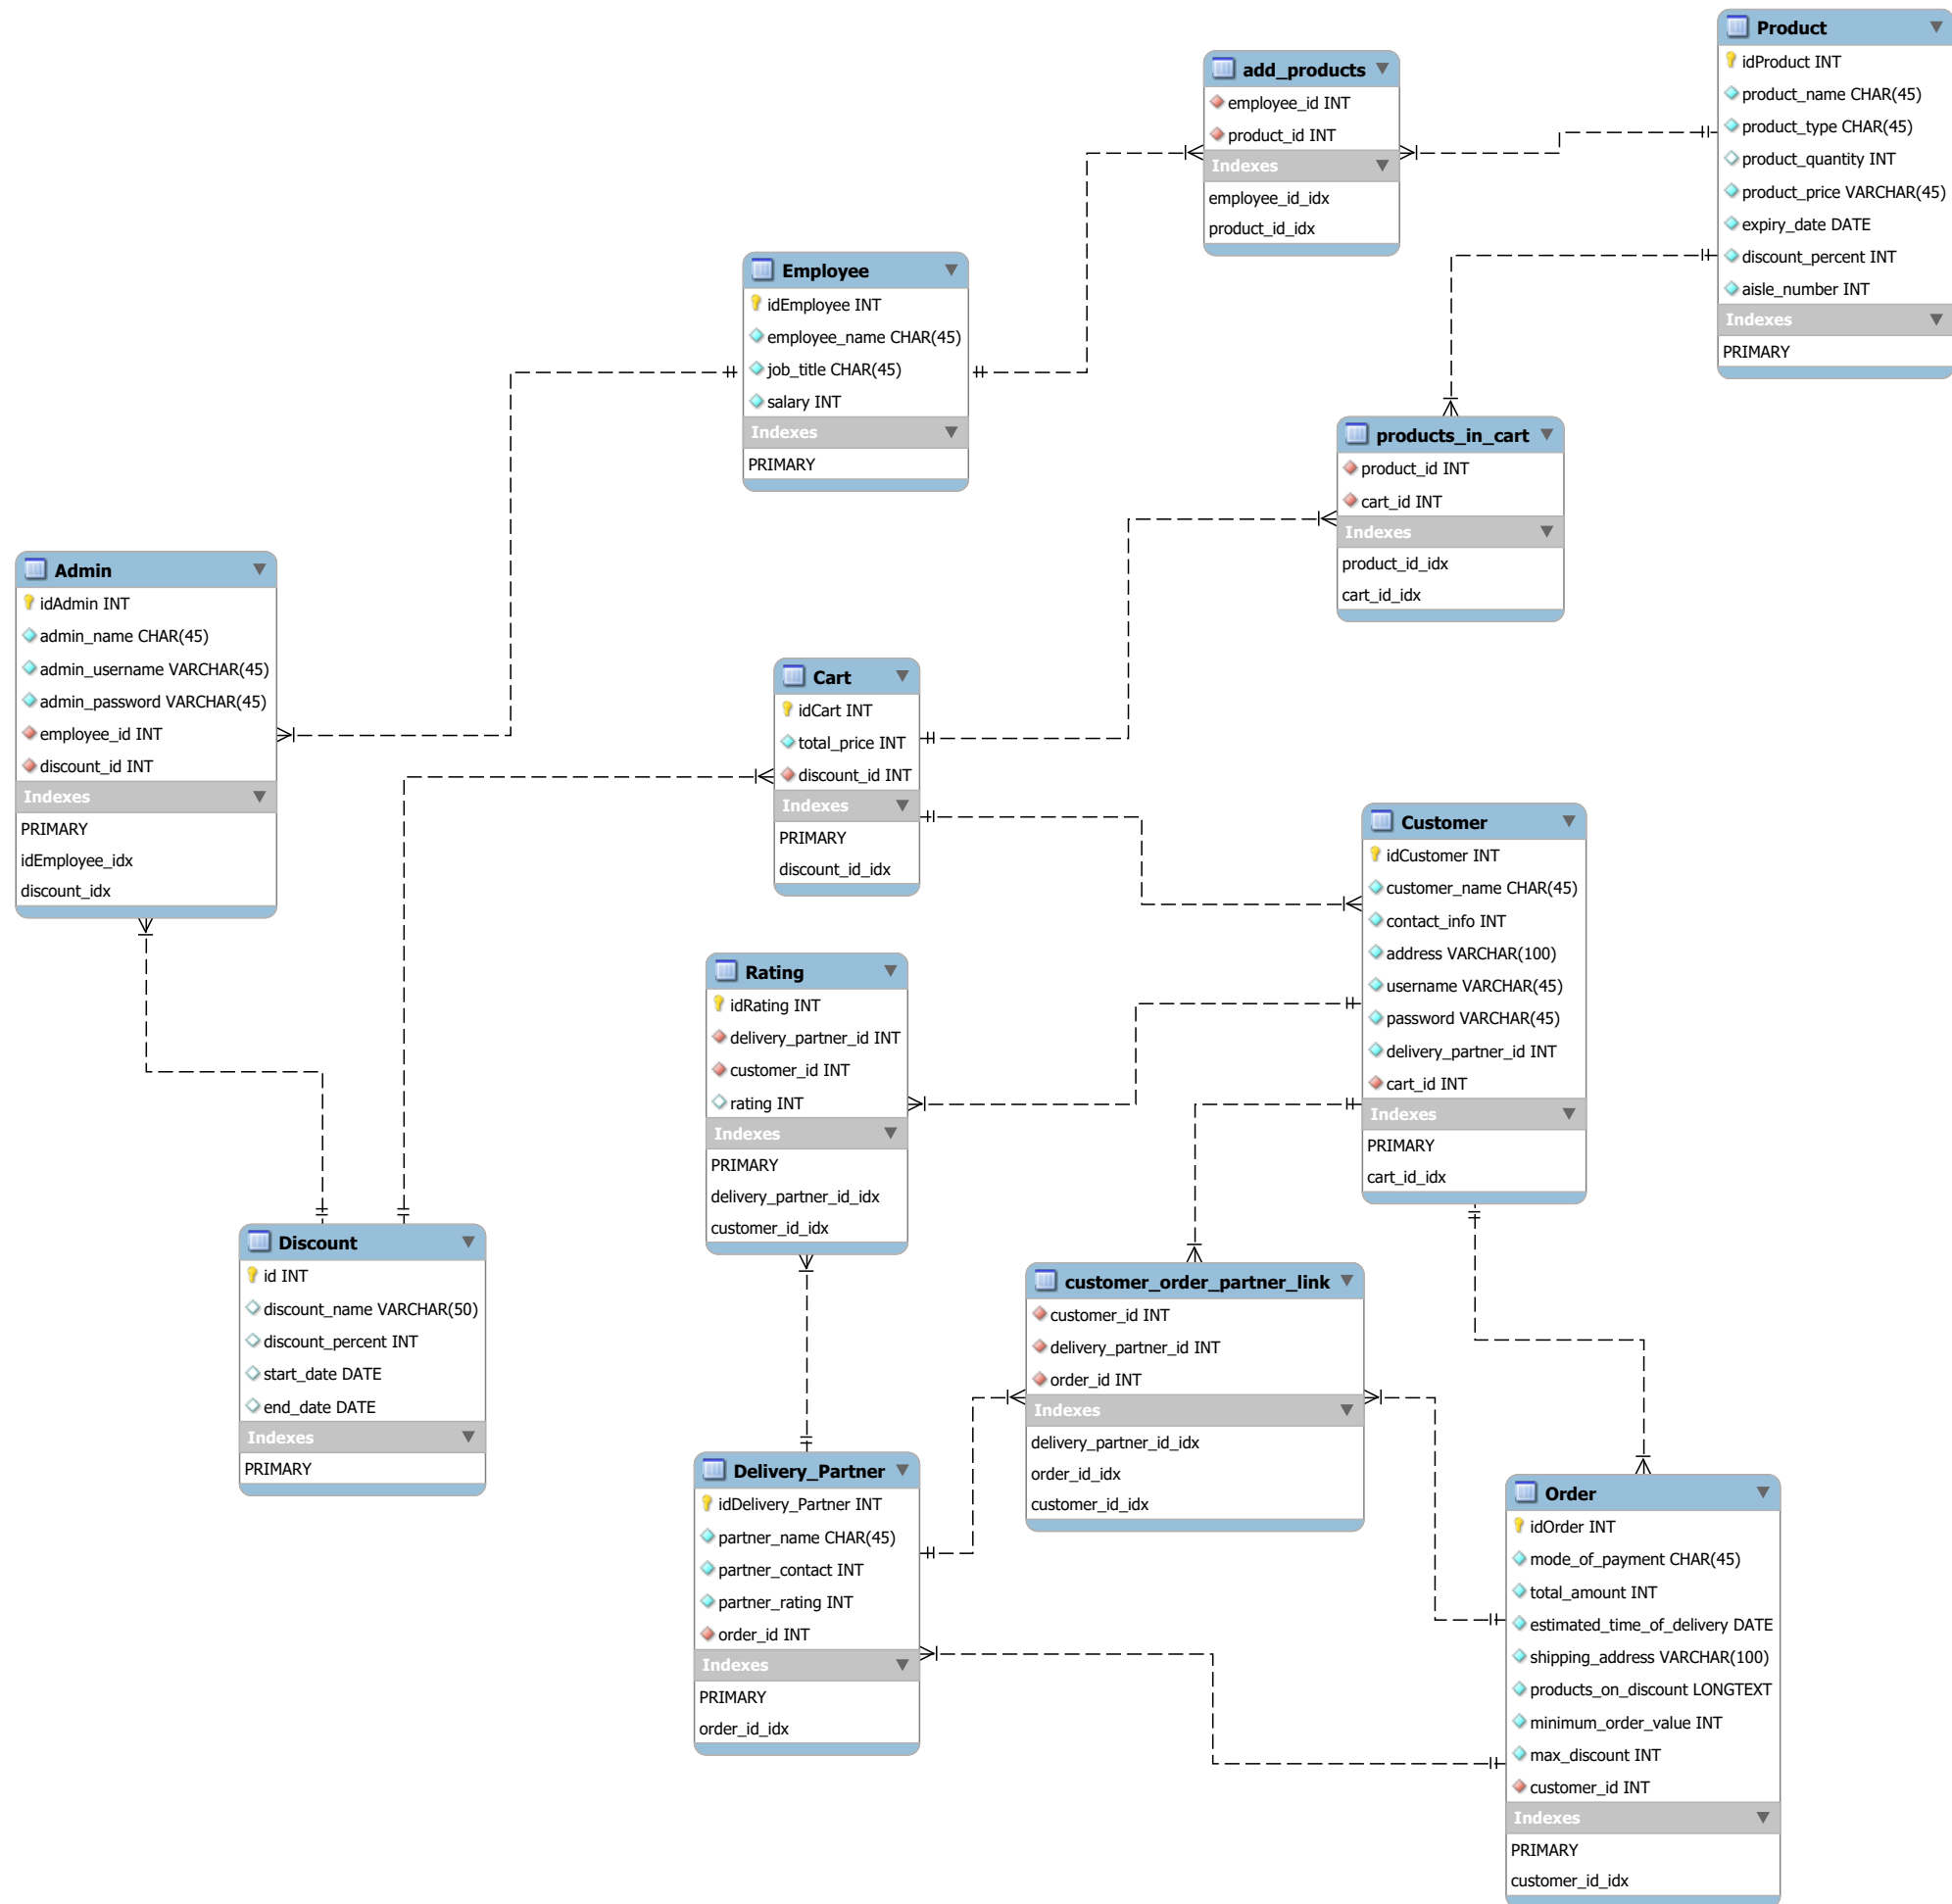 Product
idProduct INT
product_name CHAR(45)
product_type CHAR(45)
product_quantity INT
product_price VARCHAR(45)
expiry_date DATE
discount_percent INT
aisle_number INT
Indexes
PRIMARY
add_products
employee_id INT
product_id INT
Indexes
employee_id_idx
product_id_idx
Employee
idEmployee INT
employee_name CHAR(45)
job_title CHAR(45)
salary INT
Indexes
PRIMARY
products_in_cart
product_id INT
cart_id INT
Indexes
product_id_idx
cart_id_idx
Admin
idAdmin INT
admin_name CHAR(45)
admin_username VARCHAR(45)
admin_password VARCHAR(45)
employee_id INT
discount_id INT
Indexes
PRIMARY
idEmployee_idx
discount_idx
Cart
idCart INT
total_price INT
discount_id INT
Indexes
PRIMARY
discount_id_idx
Customer
idCustomer INT
customer_name CHAR(45)
contact_info INT
address VARCHAR(100)
username VARCHAR(45)
password VARCHAR(45)
delivery_partner_id INT
cart_id INT
Indexes
PRIMARY
cart_id_idx
Rating
idRating INT
delivery_partner_id INT
customer_id INT
rating INT
Indexes
PRIMARY
delivery_partner_id_idx
customer_id_idx
Discount
id INT
discount_name VARCHAR(50)
discount_percent INT
start_date DATE
end_date DATE
Indexes
PRIMARY
customer_order_partner_link
customer_id INT
delivery_partner_id INT
order_id INT
Indexes
delivery_partner_id_idx
order_id_idx
customer_id_idx
Delivery_Partner
idDelivery_Partner INT
partner_name CHAR(45)
partner_contact INT
partner_rating INT
order_id INT
Indexes
PRIMARY
order_id_idx
Order
idOrder INT
mode_of_payment CHAR(45)
total_amount INT
estimated_time_of_delivery DATE
shipping_address VARCHAR(100)
products_on_discount LONGTEXT
minimum_order_value INT
max_discount INT
customer_id INT
Indexes
PRIMARY
customer_id_idx